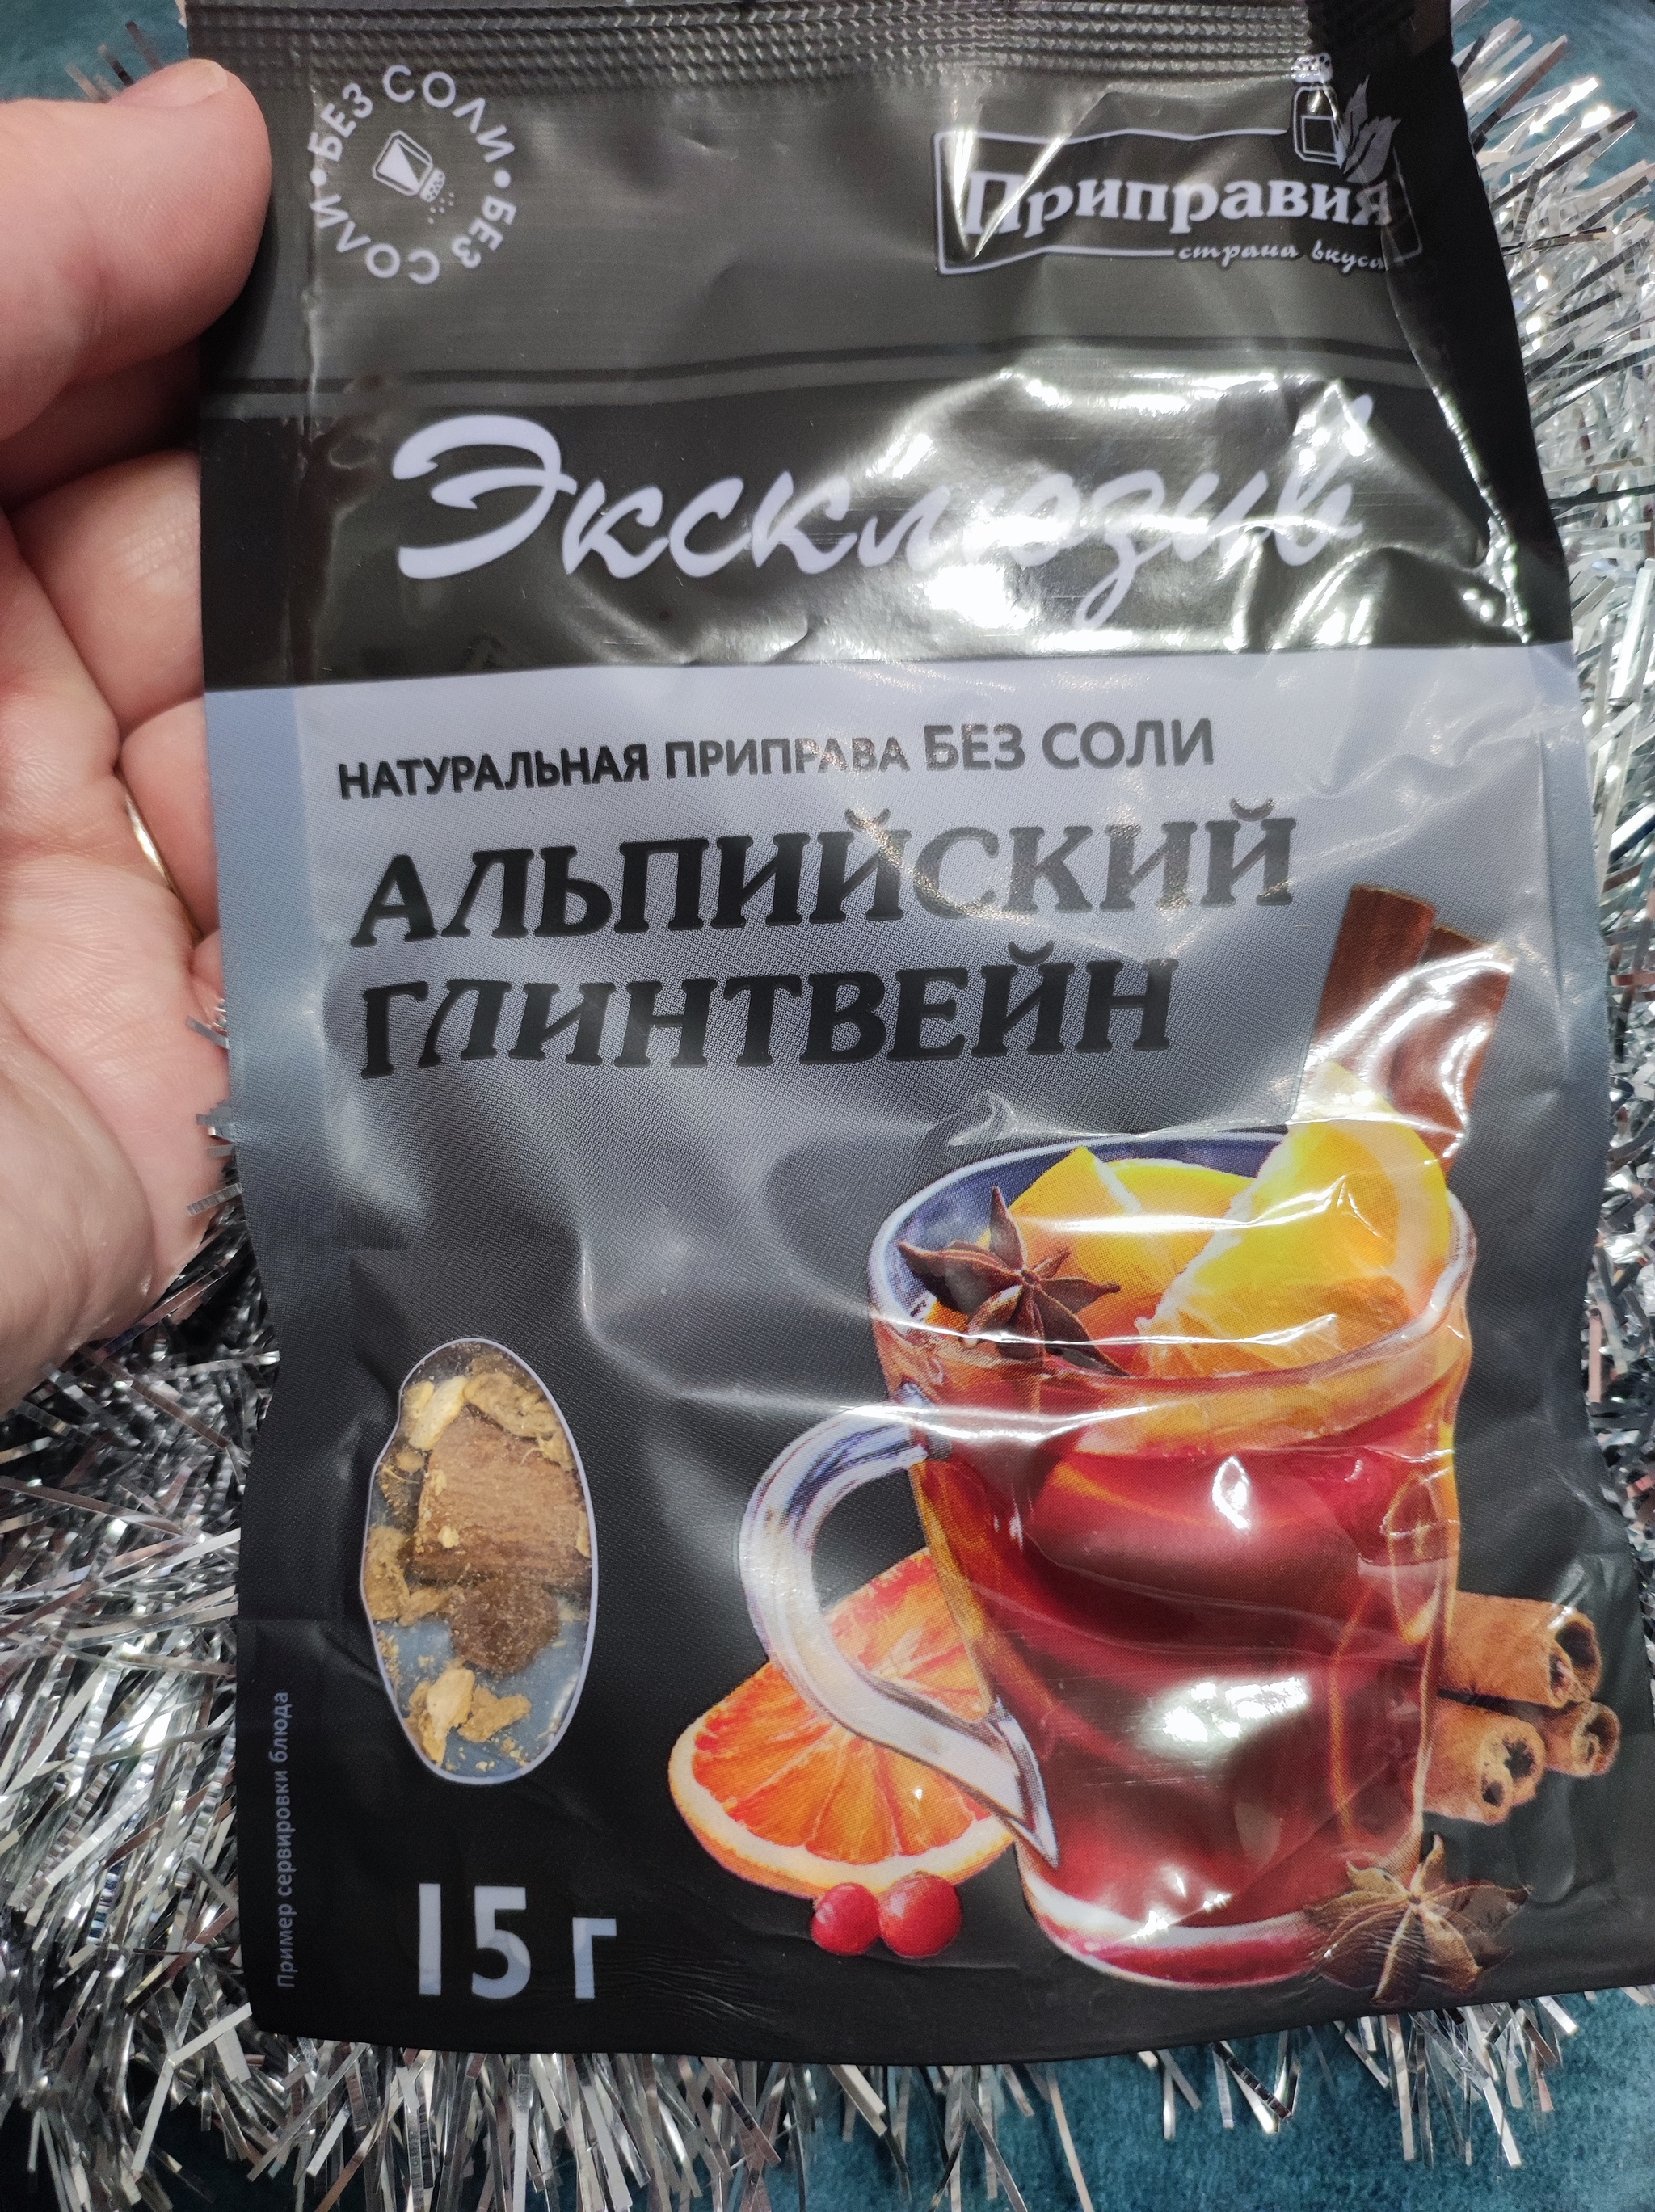 БЕЗ СОЛИ • БЕЗ СОЛИ •
Приправия
страна вкуса
Эксклюзив
НАТУРАЛЬНАЯ ПРИПРАВА БЕЗ СОЛИ
АЛЬПИЙСКИЙ
ГЛИНТВЕЙН
Пример сервировки блюда
15 г